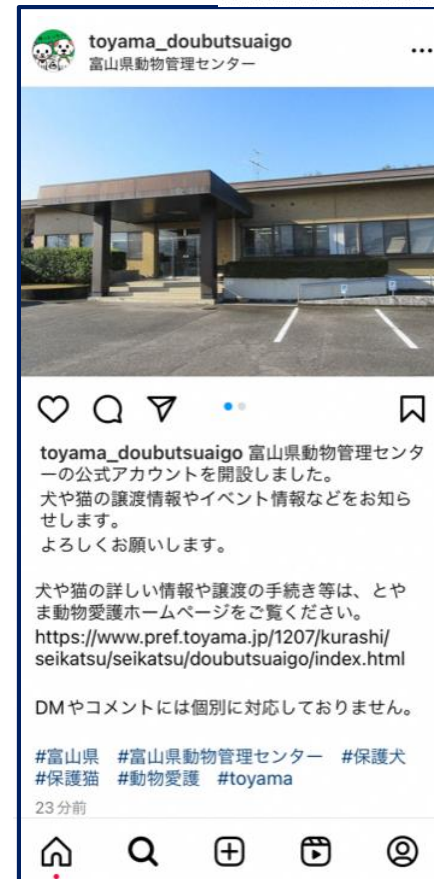 toyama_doubutsuaigo
富山県動物管理センター
toyama_doubutsuaigo 富山県動物管理センタ
ーの公式アカウントを開設しました。
犬や猫の譲渡情報やイベント情報などをお知ら
せします。
よろしくお願いします。
犬や猫の詳しい情報や譲渡の手続き等は、とや
ま動物愛護ホームページをご覧ください。
https://www.pref.toyama.jp/1207/kurashi/
seikatsu/seikatsu/doubutsuaigo/index.html
DMやコメントには個別に対応しておりません。
#富山県 #富山県動物管理センター #保護犬
#保護猫 #動物愛護 #toyama
23分前